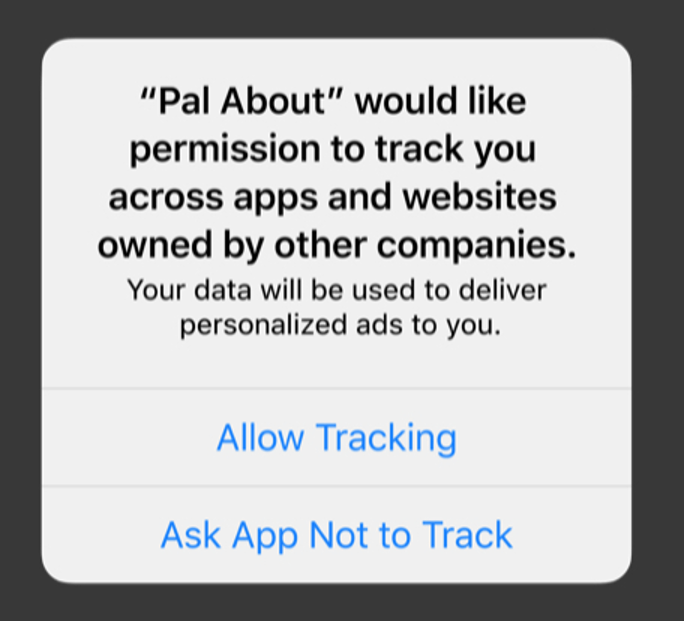 “Pal About” would like
permission to track you
across apps and websites
owned by other companies.
Your data will be used to deliver
personalized ads to you.
Allow Tracking
Ask App Not to Track